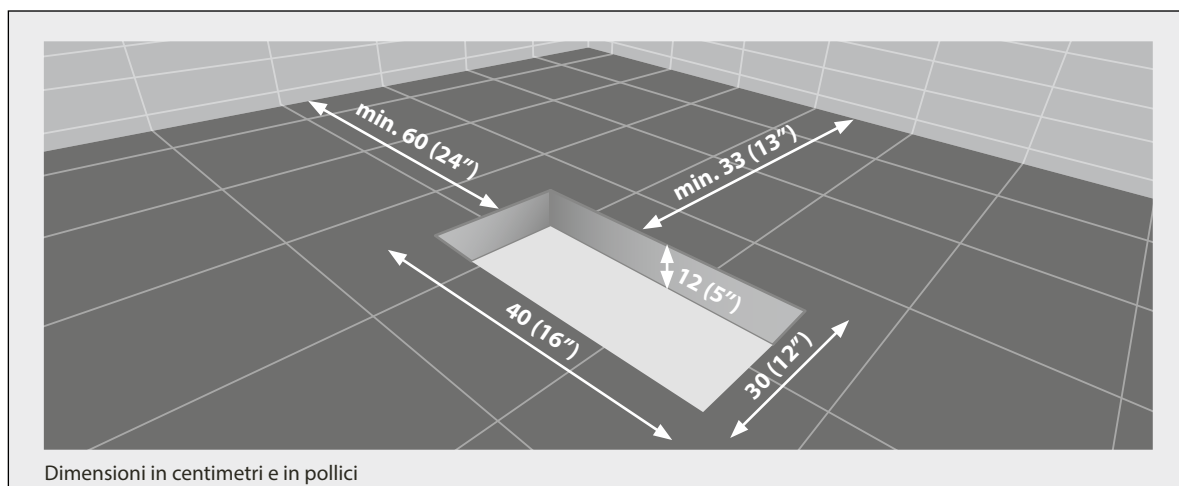 min. 60 (24”)
min. 33 (13”)
12 (5”)
40 (16”)
30 (12”)
Dimensioni in centimetri e in pollici